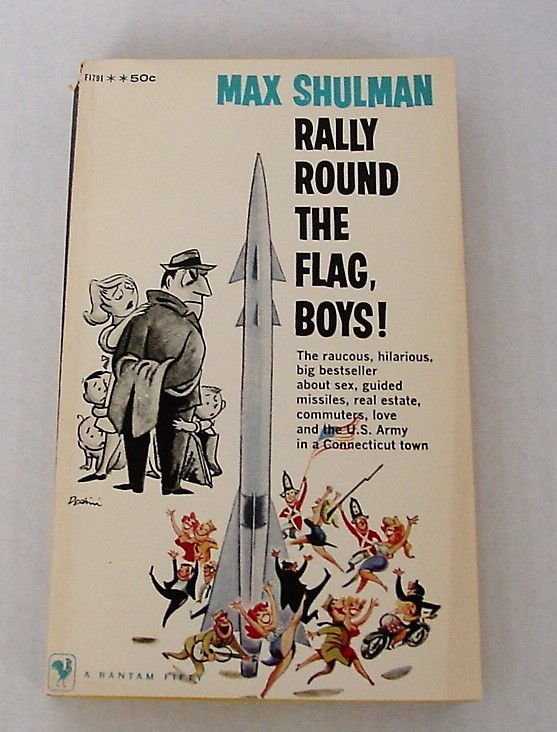 F1791 ** 50c
MAX SHULMAN
RALLY
ROUND
THE
FLAG,
BOYS!
The raucous, hilarious,
big bestseller
about sex, guided
missiles, real estate,
commuters, love
and the U.S. Army
in a Connecticut town
A BANTAM FIFTY